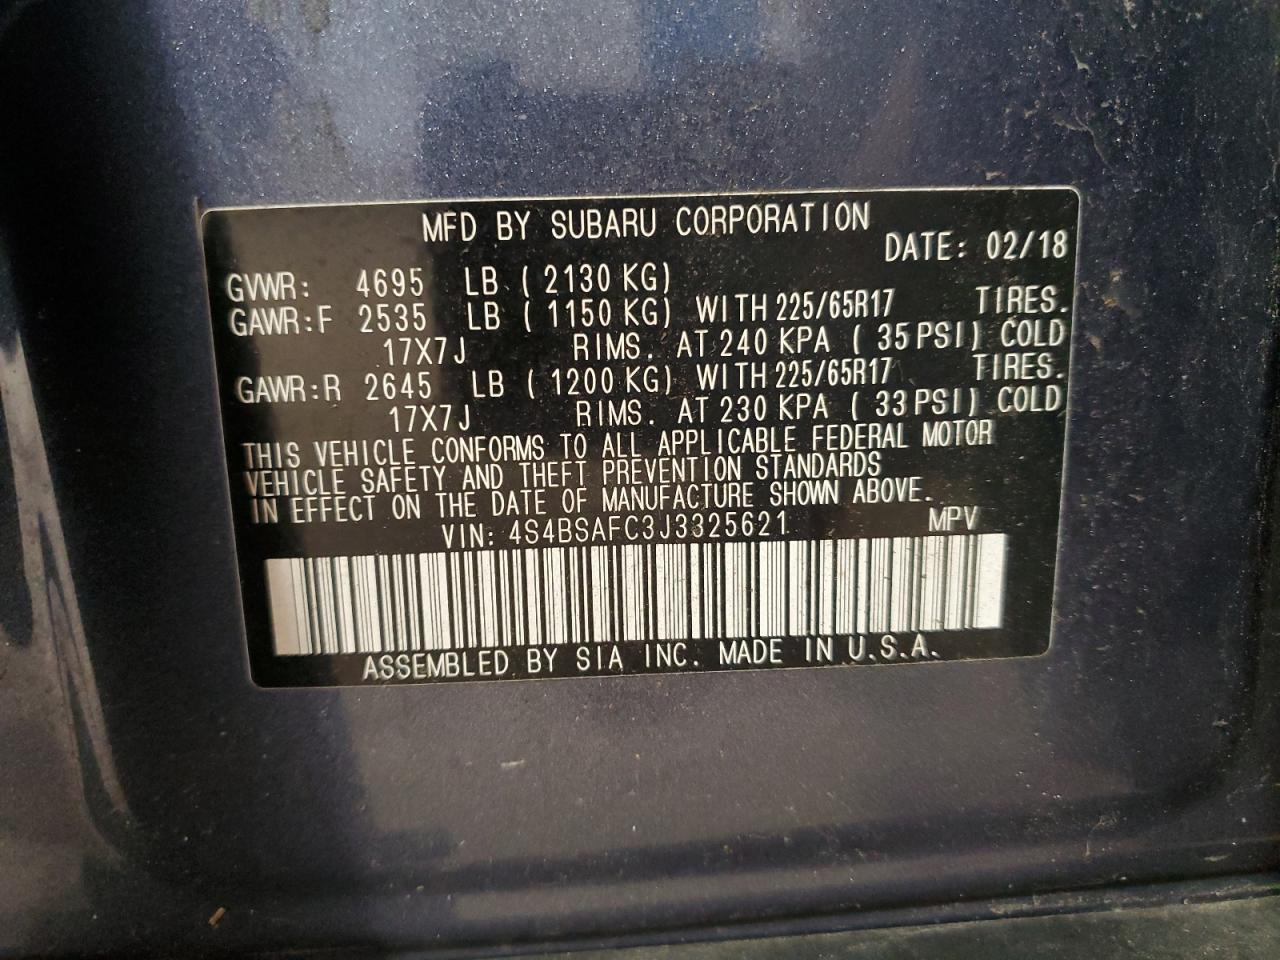 MFD BY SUBARU CORPORATION
DATE: 02/18
GVWR: 4695 LB ( 2130 KG)
GAWR:F 2535 LB ( 1150 KG) WITH 225/65R17 TIRES.
17X7J RIMS. AT 240 KPA ( 35 PSI) COLD
GAWR:R 2645 LB ( 1200 KG) WITH 225/65R17 TIRES.
17X7J RIMS. AT 230 KPA ( 33 PSI) COLD
THIS VEHICLE CONFORMS TO ALL APPLICABLE FEDERAL MOTOR
VEHICLE SAFETY AND THEFT PREVENTION STANDARDS
IN EFFECT ON THE DATE OF MANUFACTURE SHOWN ABOVE.
VIN: 4S4BSAFC3J3325621 MPV
ASSEMBLED BY SIA INC. MADE IN U.S.A.